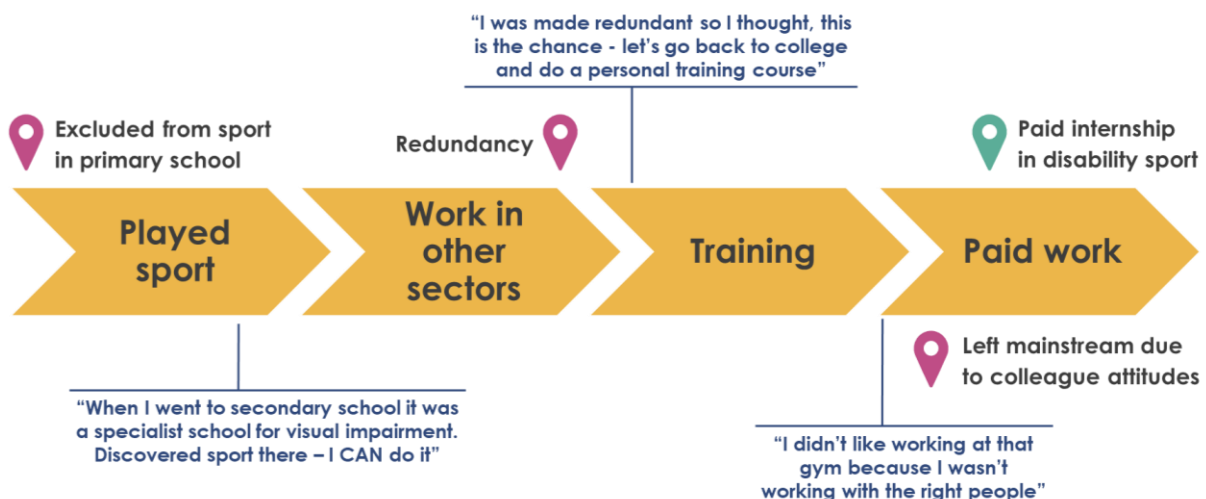 “I was made redundant so I thought, this
is the chance - let’s go back to college
and do a personal training course”
Excluded from sport
in primary school
Redundancy
Paid internship
in disability sport
Played
sport
Work in
other
sectors
Training
Paid work
Left mainstream due
to colleague attitudes
“When I went to secondary school it was
a specialist school for visual impairment.
Discovered sport there – I CAN do it”
“I didn’t like working at that
gym because I wasn’t
working with the right people”